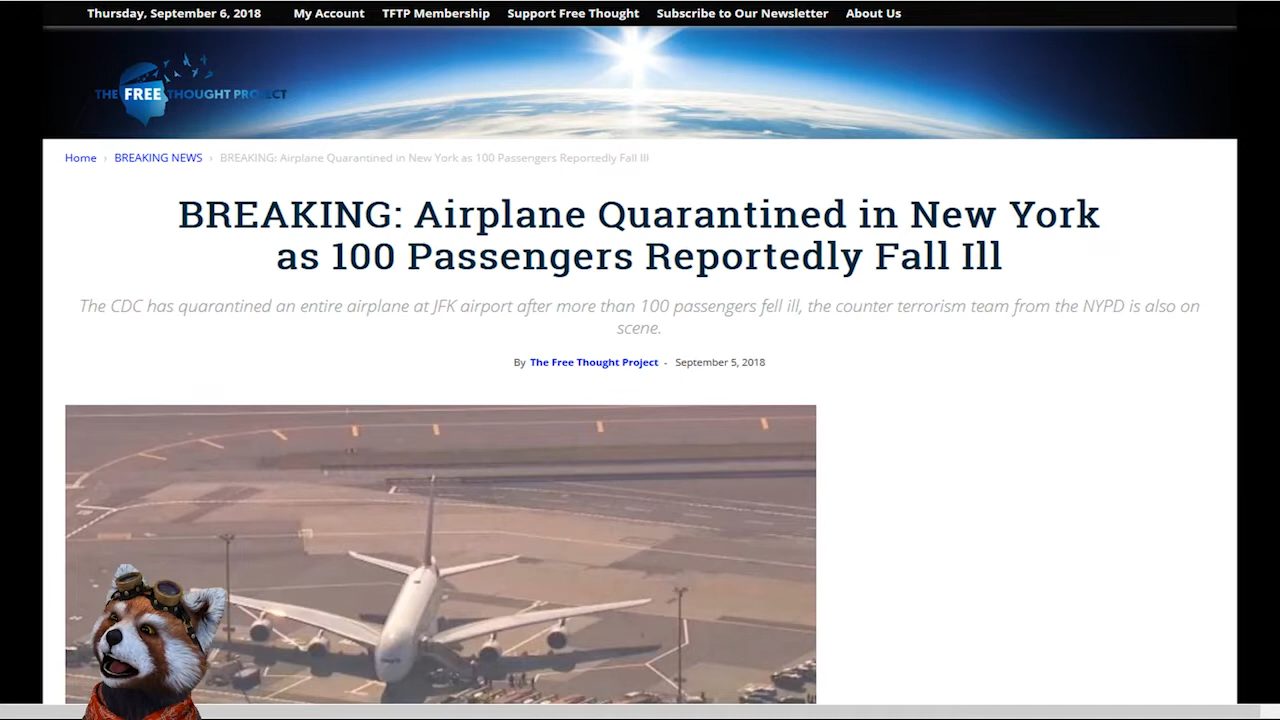 Thursday, September 6, 2018 My Account TFTP Membership Support Free Thought Subscribe to Our Newsletter About Us
THE FREE THOUGHT PROJECT
Home › BREAKING NEWS › BREAKING: Airplane Quarantined in New York as 100 Passengers Reportedly Fall Ill
BREAKING: Airplane Quarantined in New York
as 100 Passengers Reportedly Fall Ill
The CDC has quarantined an entire airplane at JFK airport after more than 100 passengers fell ill, the counter terrorism team from the NYPD is also on
scene.
By The Free Thought Project - September 5, 2018